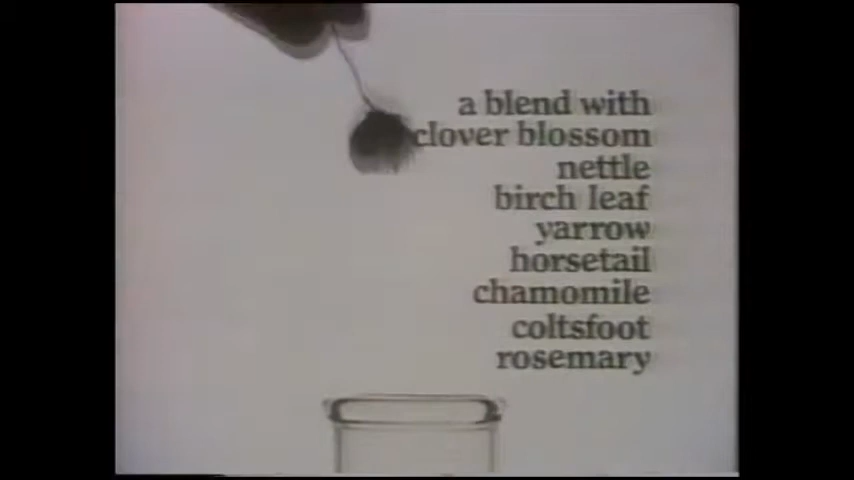 a blend with
clover blossom
nettle
birch leaf
yarrow
horsetail
chamomile
coltsfoot
rosemary